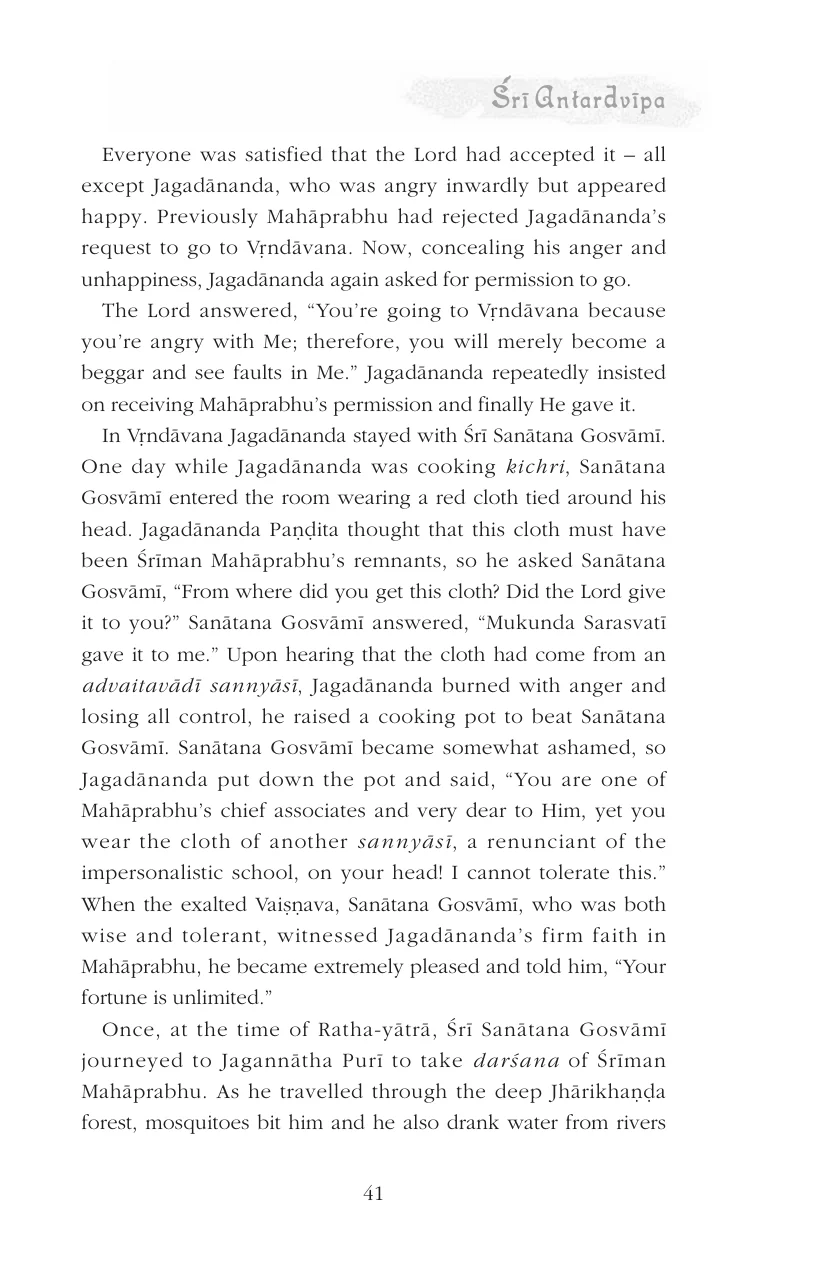 Śrī Antardvīpa
Everyone was satisfied that the Lord had accepted it – all
except Jagadānanda, who was angry inwardly but appeared
happy. Previously Mahāprabhu had rejected Jagadānanda’s
request to go to Vṛndāvana. Now, concealing his anger and
unhappiness, Jagadānanda again asked for permission to go.
The Lord answered, “You’re going to Vṛndāvana because
you’re angry with Me; therefore, you will merely become a
beggar and see faults in Me.” Jagadānanda repeatedly insisted
on receiving Mahāprabhu’s permission and finally He gave it.
In Vṛndāvana Jagadānanda stayed with Śrī Sanātana Gosvāmī.
One day while Jagadānanda was cooking kichri, Sanātana
Gosvāmī entered the room wearing a red cloth tied around his
head. Jagadānanda Paṇḍita thought that this cloth must have
been Śrīman Mahāprabhu’s remnants, so he asked Sanātana
Gosvāmī, “From where did you get this cloth? Did the Lord give
it to you?” Sanātana Gosvāmī answered, “Mukunda Sarasvatī
gave it to me.” Upon hearing that the cloth had come from an
advaitavādī sannyāsī, Jagadānanda burned with anger and
losing all control, he raised a cooking pot to beat Sanātana
Gosvāmī. Sanātana Gosvāmī became somewhat ashamed, so
Jagadānanda put down the pot and said, “You are one of
Mahāprabhu’s chief associates and very dear to Him, yet you
wear the cloth of another sannyāsī, a renunciant of the
impersonalistic school, on your head! I cannot tolerate this.”
When the exalted Vaiṣṇava, Sanātana Gosvāmī, who was both
wise and tolerant, witnessed Jagadānanda’s firm faith in
Mahāprabhu, he became extremely pleased and told him, “Your
fortune is unlimited.”
Once, at the time of Ratha-yātrā, Śrī Sanātana Gosvāmī
journeyed to Jagannātha Purī to take darśana of Śrīman
Mahāprabhu. As he travelled through the deep Jhārikhaṇḍa
forest, mosquitoes bit him and he also drank water from rivers
41